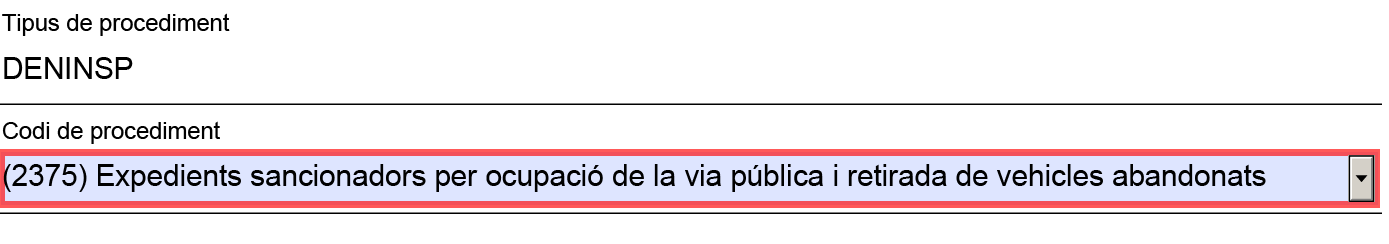 Tipus de procediment
DENINSP
Codi de procediment
(2375) Expedients sancionadors per ocupació de la via pública i retirada de vehicles abandonats